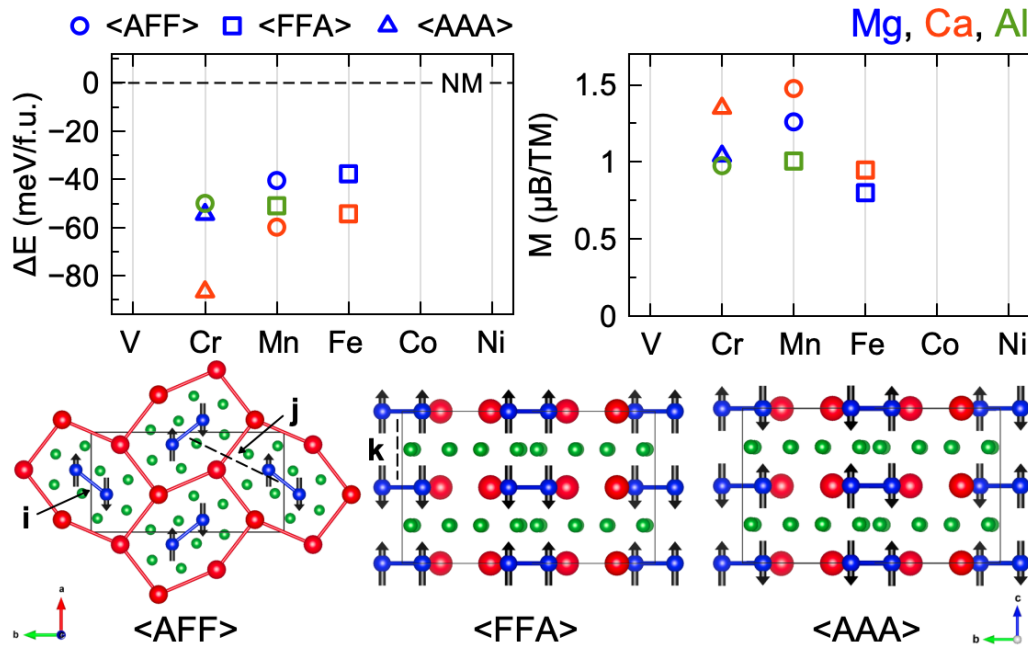 <AFF> <FFA> <AAA>
Mg, Ca, Al
ΔE (meV/f.u.)
0
−20
−40
−60
−80
NM
V Cr Mn Fe Co Ni
M (μB/TM)
1.5
1
0.5
0
V Cr Mn Fe Co Ni
i
j
k
a
b
<AFF>
<FFA>
<AAA>
c
b